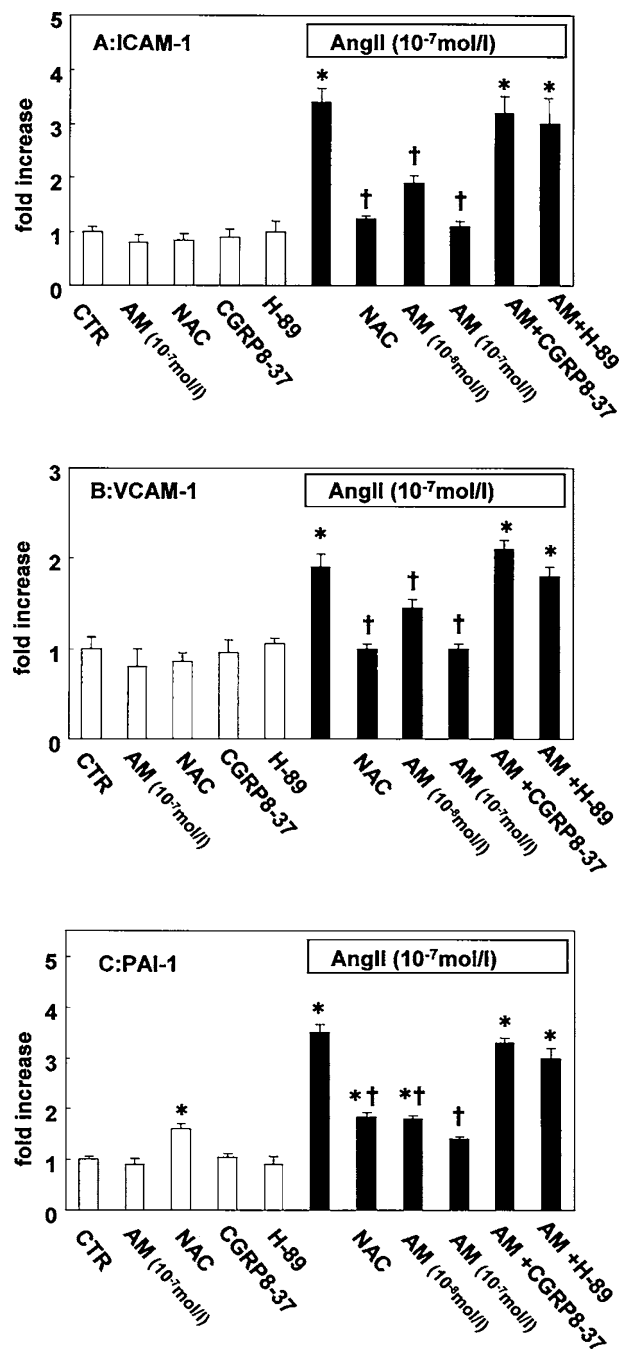 A:ICAM-1
AngII (10⁻⁷mol/l)
fold increase
5
4
3
2
1
0
*
†
†
†
*
*
CTR
AM (10⁻⁷mol/l)
NAC
CGRP8-37
H-89
NAC
AM (10⁻⁸mol/l)
AM (10⁻⁷mol/l)
AM+CGRP8-37
AM+H-89
B:VCAM-1
AngII (10⁻⁷mol/l)
fold increase
3
2
1
0
*
†
†
†
*
*
CTR
AM (10⁻⁷mol/l)
NAC
CGRP8-37
H-89
NAC
AM (10⁻⁸mol/l)
AM (10⁻⁷mol/l)
AM +CGRP8-37
AM +H-89
C:PAI-1
AngII (10⁻⁷mol/l)
fold increase
5
4
3
2
1
0
*
*
*†
*†
†
*
*
CTR
AM (10⁻⁷mol/l)
NAC
CGRP8-37
H-89
NAC
AM (10⁻⁸mol/l)
AM (10⁻⁷mol/l)
AM +CGRP8-37
AM +H-89